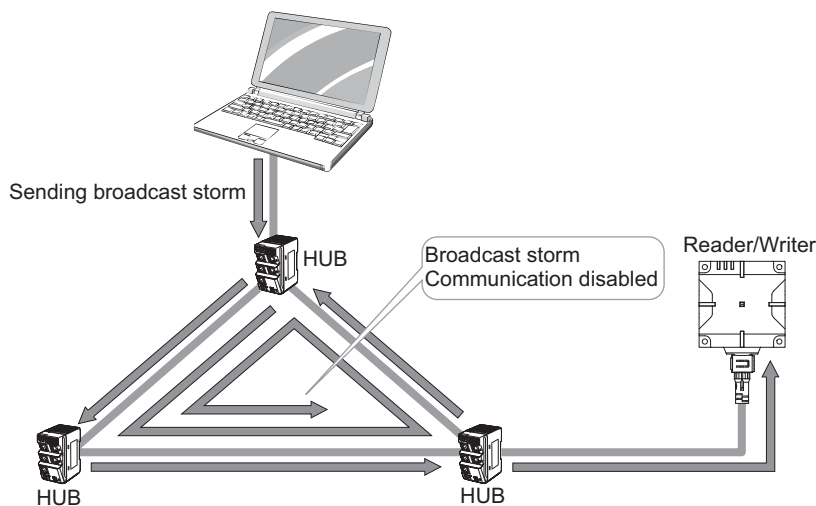 Sending broadcast storm
HUB
Broadcast storm
Communication disabled
Reader/Writer
HUB
HUB